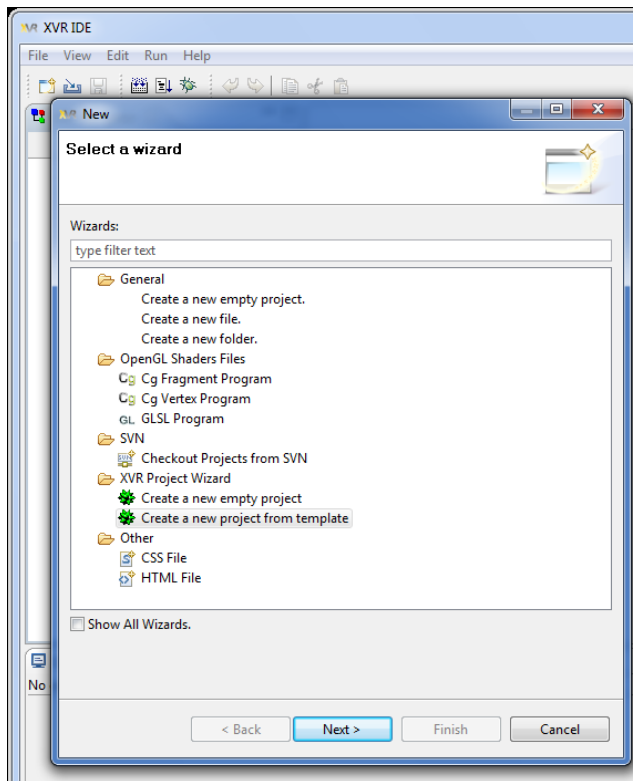 XVR IDE
File View Edit Run Help
New
Select a wizard
Wizards:
type filter text
General
Create a new empty project.
Create a new file.
Create a new folder.
OpenGL Shaders Files
Cg Cg Fragment Program
Cg Cg Vertex Program
GL GLSL Program
SVN
Checkout Projects from SVN
XVR Project Wizard
Create a new empty project
Create a new project from template
Other
CSS File
HTML File
Show All Wizards.
No
< Back Next > Finish Cancel